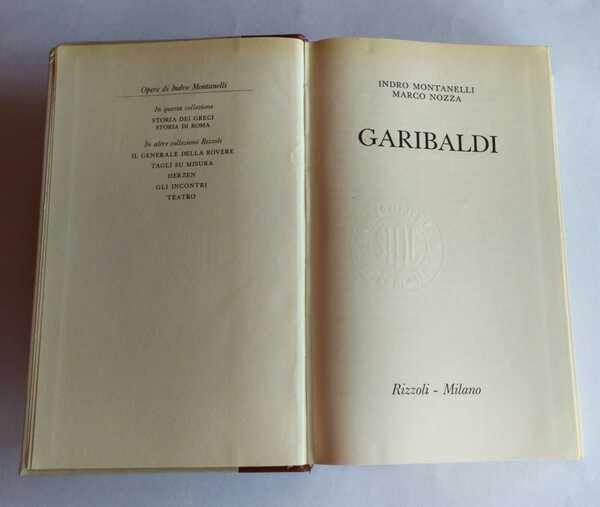 Opere di Indro Montanelli
In questa collezione
STORIA DEI GRECI
STORIA DI ROMA
In altre collezioni Rizzoli
IL GENERALE DELLA ROVERE
TAGLI SU MISURA
HERZEN
GLI INCONTRI
TEATRO
INDRO MONTANELLI
MARCO NOZZA
GARIBALDI
Rizzoli - Milano